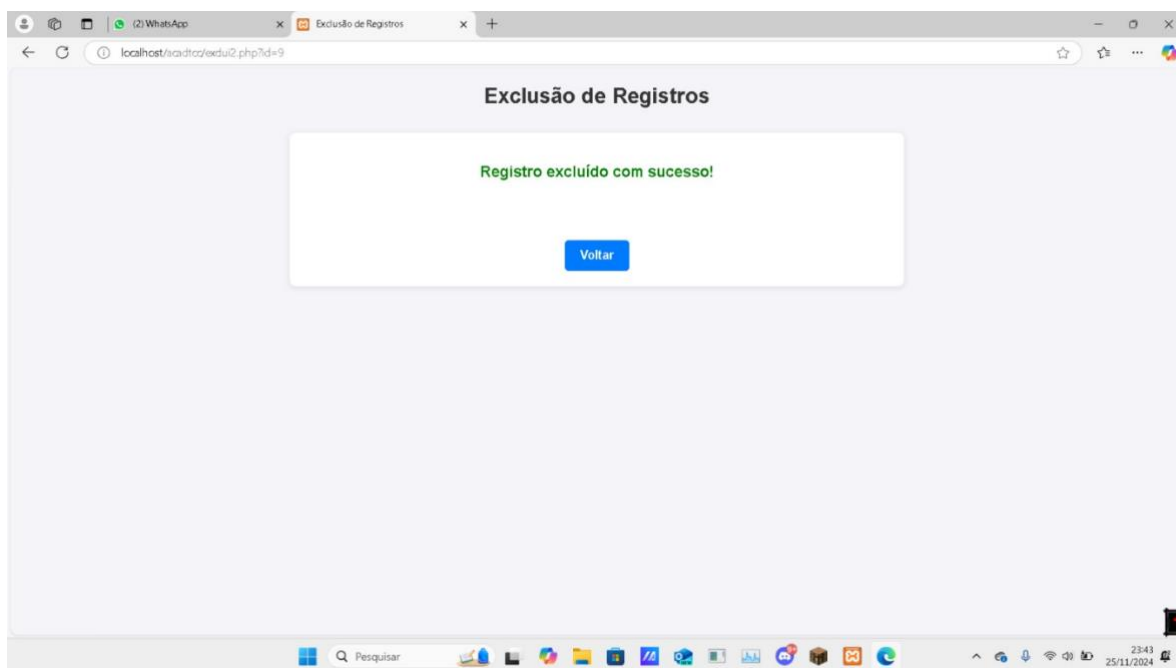 (2) WhatsApp
Exclusão de Registros
localhost/acadtcc/exclui2.php?id=9
Exclusão de Registros
Registro excluído com sucesso!
Voltar
Pesquisar
23:43
25/11/2024